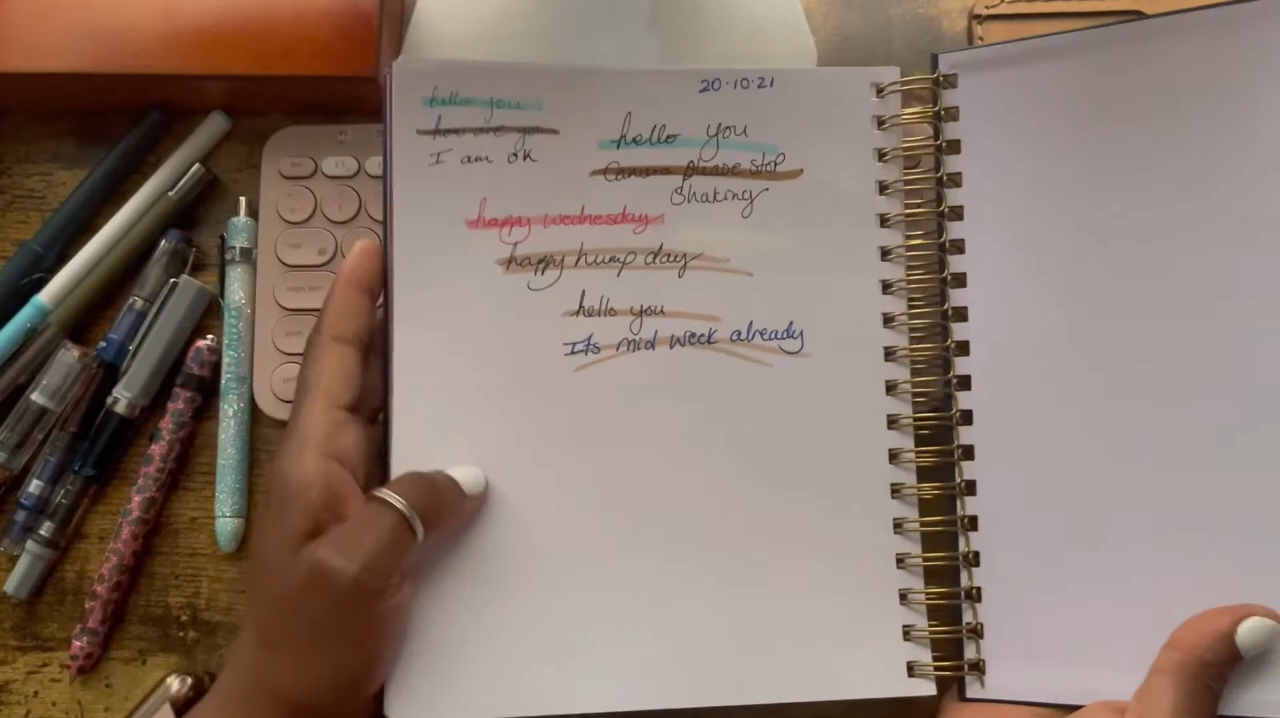 20.10.21
hello you
how are you
I am OK
hello you
Camera please stop
Shaking
happy wednesday
happy hump day
hello you
Its mid week already